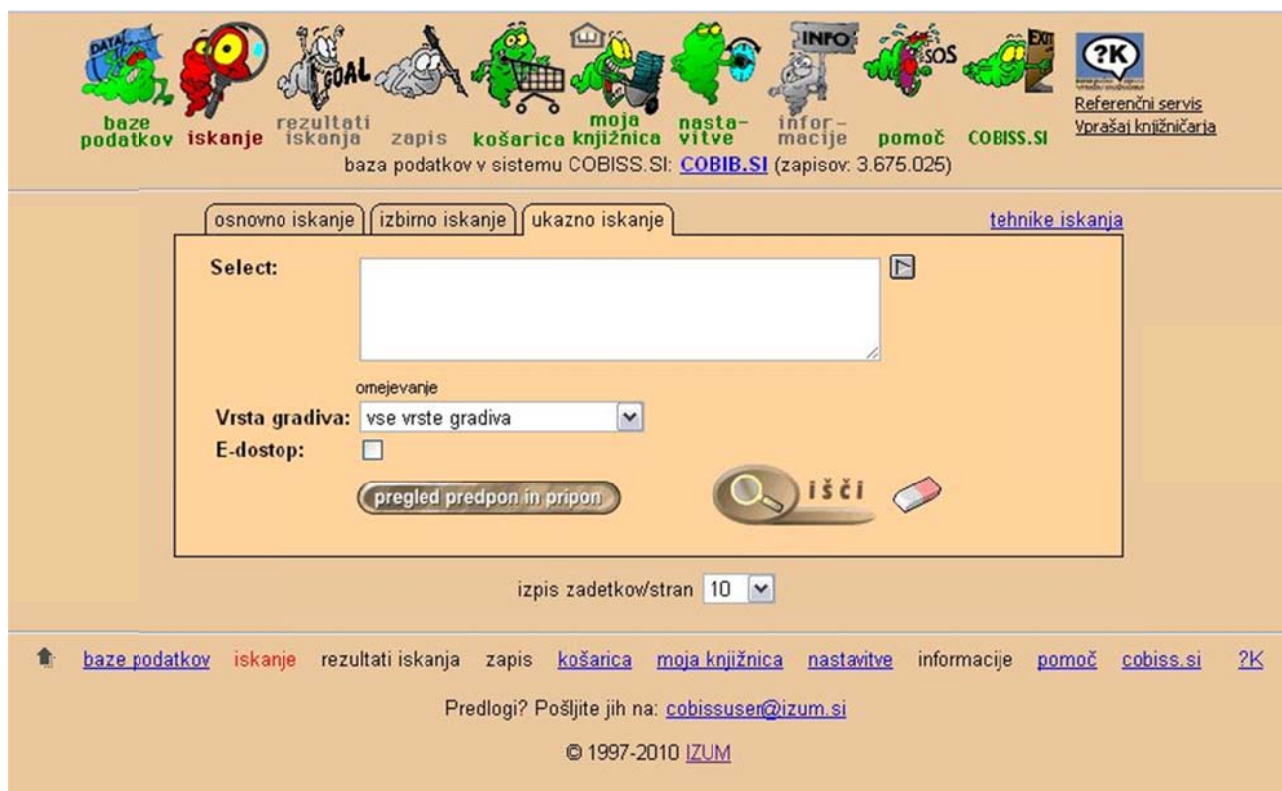 DATA
GOAL
INFO
SOS
EXIT
?K
Referenčni servis
Vprašaj knjižničarja
baze podatkov
iskanje
rezultati iskanja
zapis
košarica
moja knjižnica
nasta-vitve
infor-macije
pomoč
COBISS.SI
baza podatkov v sistemu COBISS.SI: COBIB.SI (zapisov: 3.675.025)
osnovno iskanje izbirno iskanje ukazno iskanje tehnike iskanja
Select:
omejevanje
Vrsta gradiva: vse vrste gradiva
E-dostop:
pregled predpon in pripon išči
izpis zadetkov/stran 10
baze podatkov iskanje rezultati iskanja zapis košarica moja knjižnica nastavitve informacije pomoč cobiss.si ?K
Predlogi? Pošljite jih na: cobissuser@izum.si
© 1997-2010 IZUM